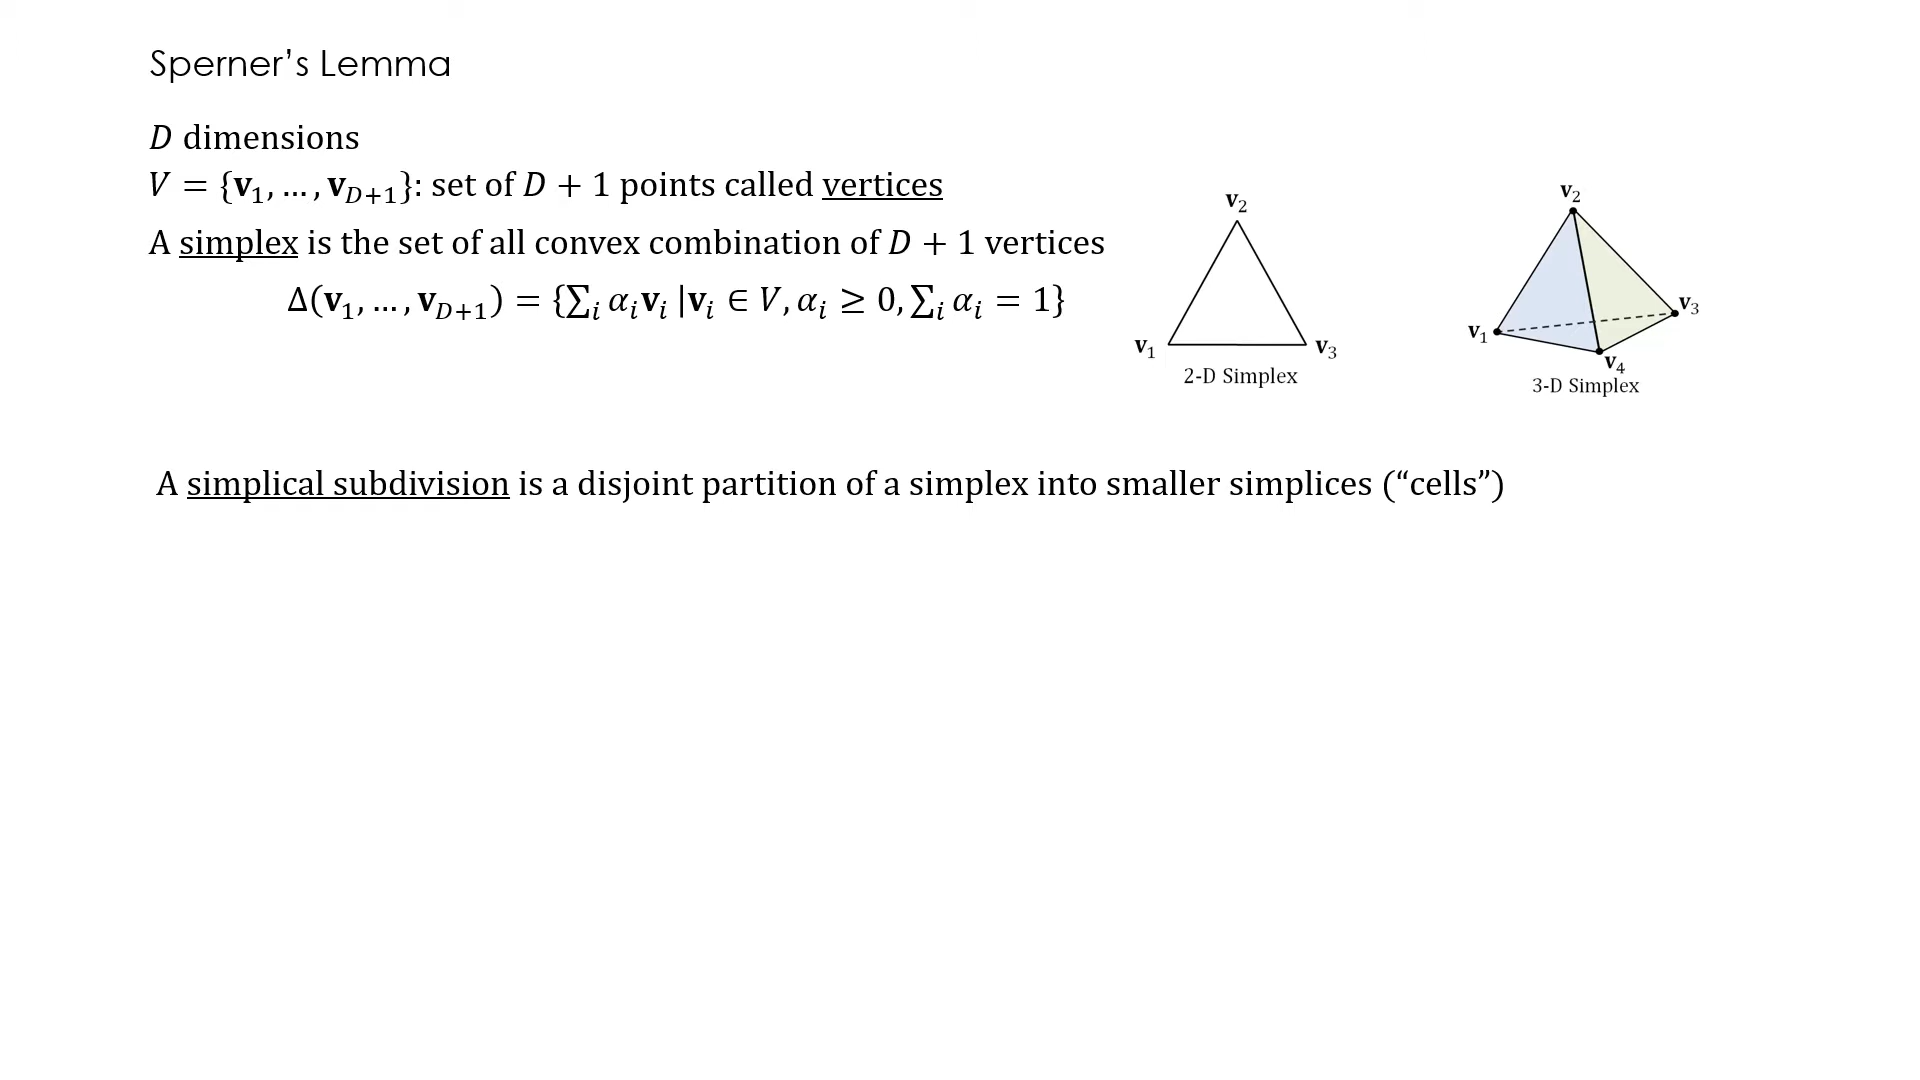 Sperner’s Lemma
D dimensions
V = {v₁, … , v_{D+1}}: set of D + 1 points called vertices
A simplex is the set of all convex combination of D + 1 vertices
Δ(v₁, … , v_{D+1}) = {∑ᵢ αᵢvᵢ |vᵢ ∈ V, αᵢ ≥ 0, ∑ᵢ αᵢ = 1}
v₂
v₁
v₃
2-D Simplex
v₂
v₃
v₁
v₄
3-D Simplex
A simplical subdivision is a disjoint partition of a simplex into smaller simplices (“cells”)